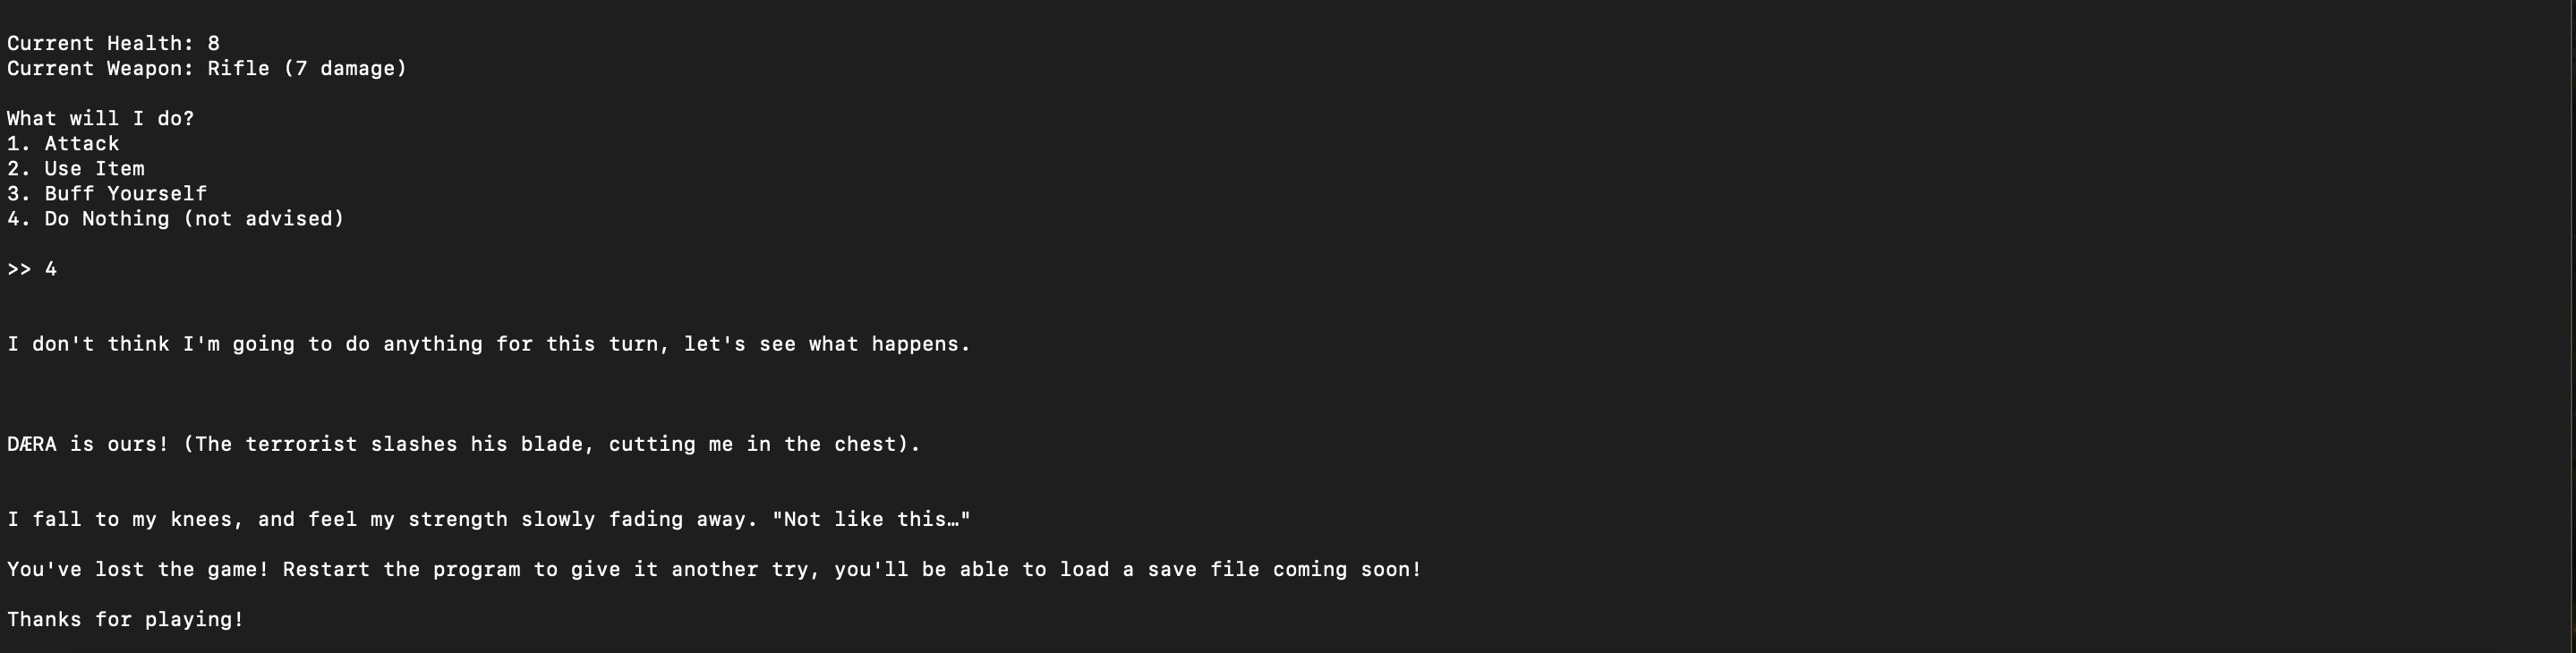 Current Health: 8
Current Weapon: Rifle (7 damage)
What will I do?
1. Attack
2. Use Item
3. Buff Yourself
4. Do Nothing (not advised)
>> 4
I don't think I'm going to do anything for this turn, let's see what happens.
DÆRA is ours! (The terrorist slashes his blade, cutting me in the chest).
I fall to my knees, and feel my strength slowly fading away. "Not like this…"
You've lost the game! Restart the program to give it another try, you'll be able to load a save file coming soon!
Thanks for playing!